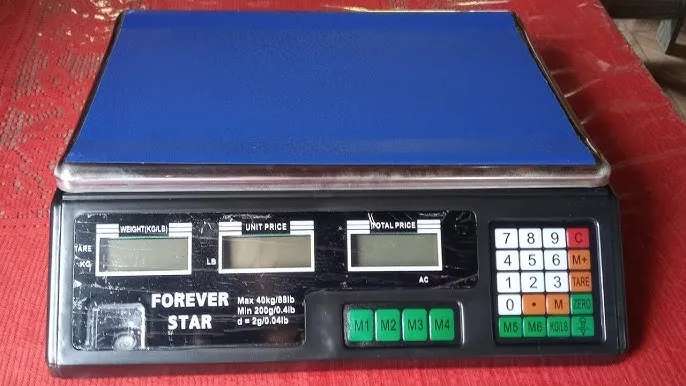 WEIGHT(KG/LB)
UNIT PRICE
TOTAL PRICE
TARE
KG
LB
AC
FOREVER
STAR
Max 40kg/88lb
Min 200g/0.4lb
d = 2g/0.04lb
M1 M2 M3 M4
7 8 9 C
4 5 6 M+
1 2 3 TARE
0 • M ZERO
M5 M6 KG/LB